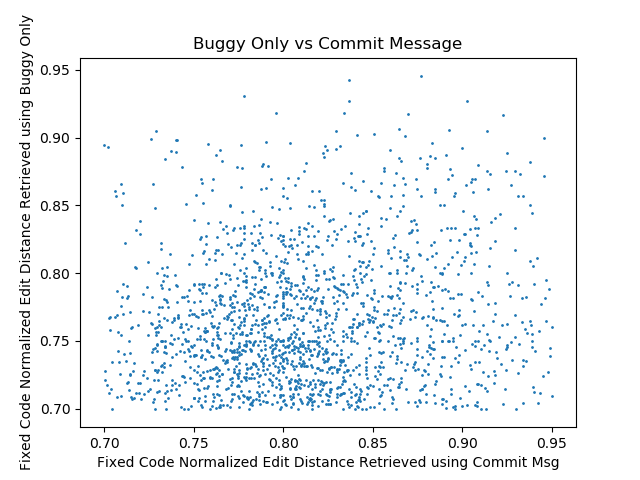 Buggy Only vs Commit Message
Fixed Code Normalized Edit Distance Retrieved using Buggy Only
0.95
0.90
0.85
0.80
0.75
0.70
0.70 0.75 0.80 0.85 0.90 0.95
Fixed Code Normalized Edit Distance Retrieved using Commit Msg